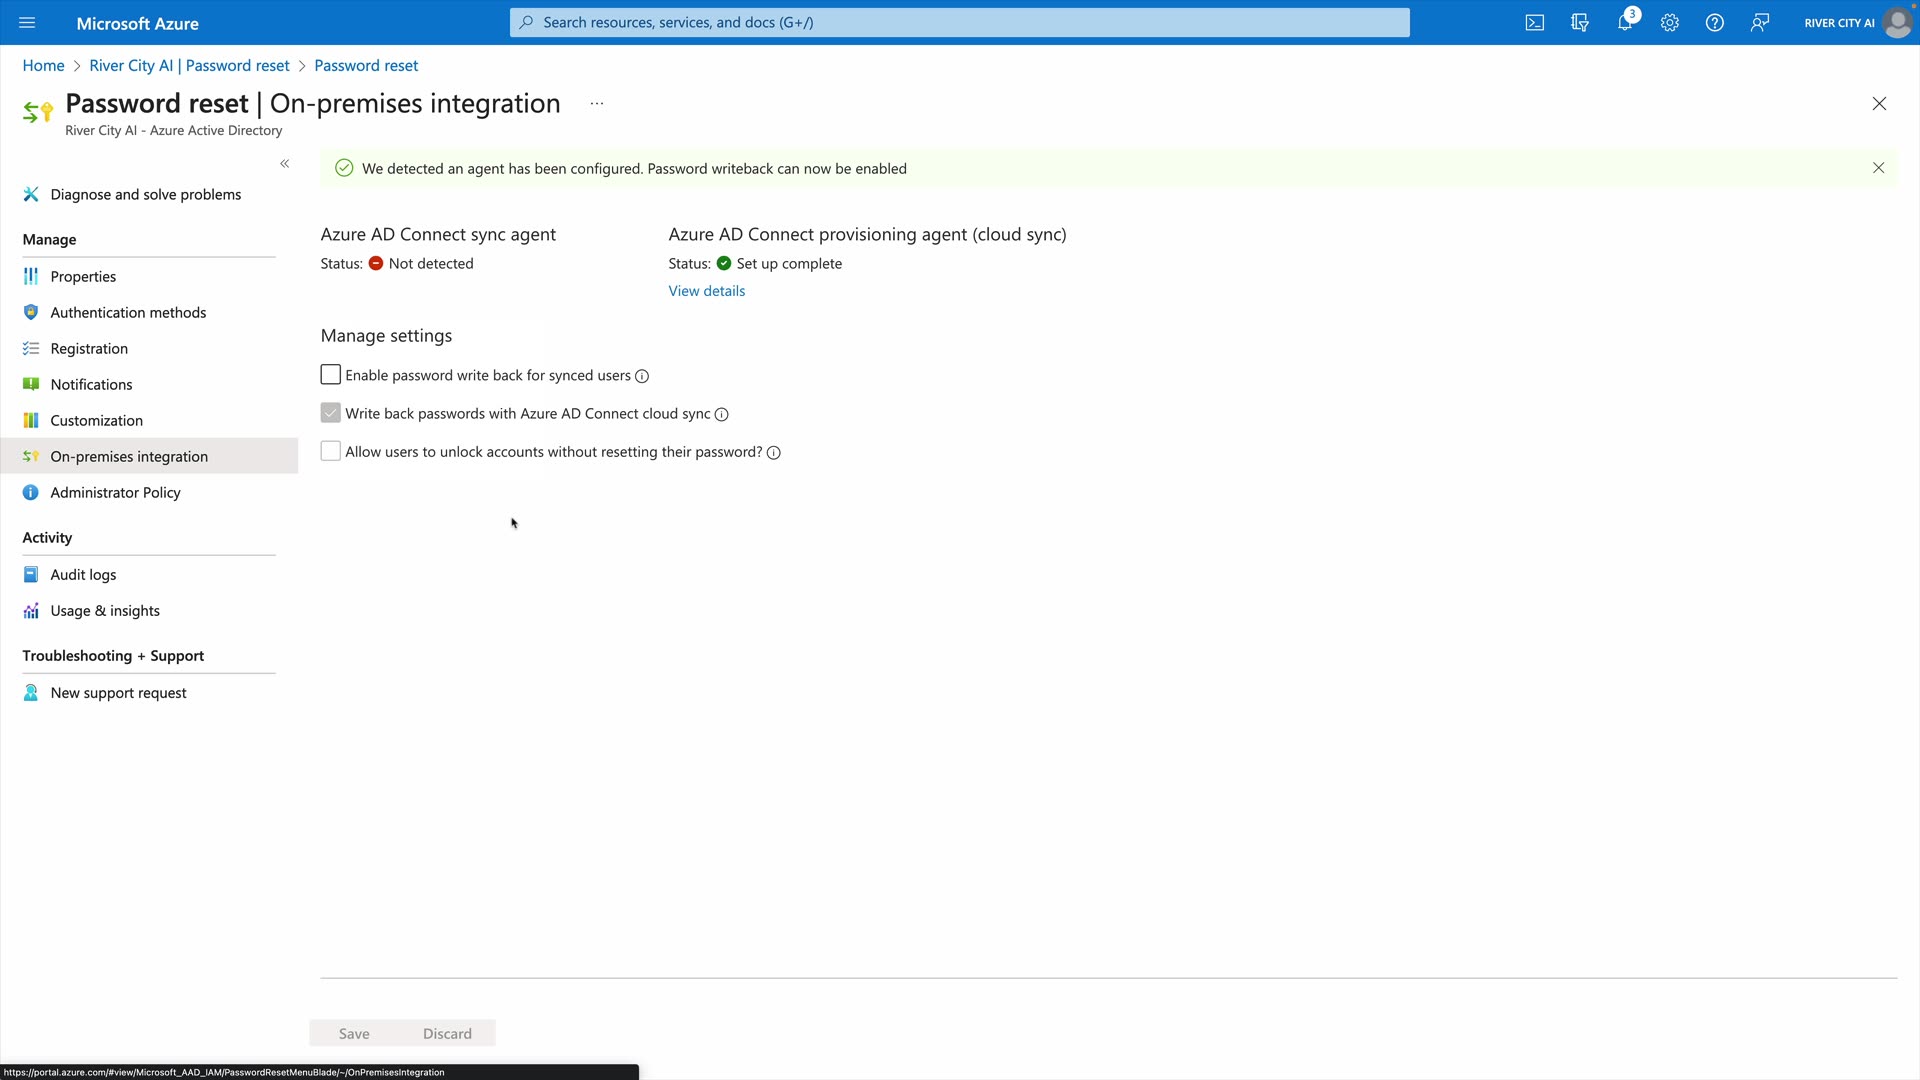 Microsoft Azure
Search resources, services, and docs (G+/)
3
RIVER CITY AI
Home > River City AI | Password reset > Password reset
Password reset | On-premises integration ...
River City AI - Azure Active Directory
«
We detected an agent has been configured. Password writeback can now be enabled
Diagnose and solve problems
Manage
Properties
Authentication methods
Registration
Notifications
Customization
On-premises integration
Administrator Policy
Activity
Audit logs
Usage & insights
Troubleshooting + Support
New support request
Azure AD Connect sync agent
Status: Not detected
Azure AD Connect provisioning agent (cloud sync)
Status: Set up complete
View details
Manage settings
Enable password write back for synced users
Write back passwords with Azure AD Connect cloud sync
Allow users to unlock accounts without resetting their password?
Save
Discard
https://portal.azure.com/#view/Microsoft_AAD_IAM/PasswordResetMenuBlade/~/OnPremisesIntegration